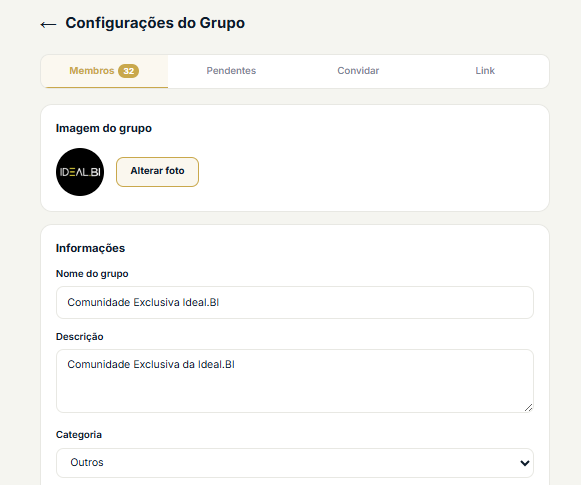 ← Configurações do Grupo
Membros 32 Pendentes Convidar Link
Imagem do grupo
IDEAL.BI
Alterar foto
Informações
Nome do grupo
Comunidade Exclusiva Ideal.BI
Descrição
Comunidade Exclusiva da Ideal.BI
Categoria
Outros